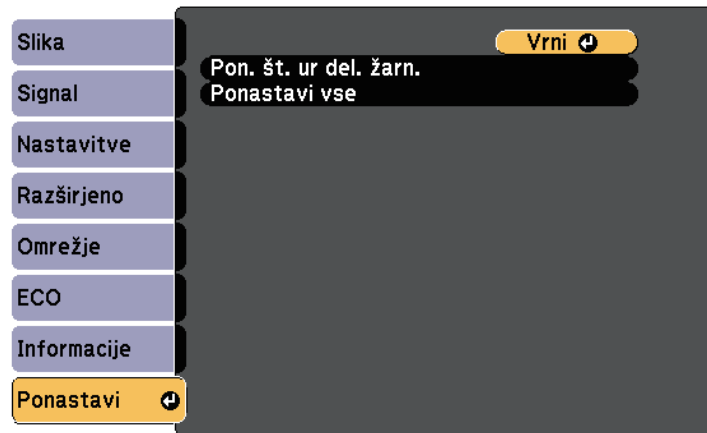 Slika
Signal
Nastavitve
Razširjeno
Omrežje
ECO
Informacije
Ponastavi
Vrni
Pon. št. ur del. žarn.
Ponastavi vse